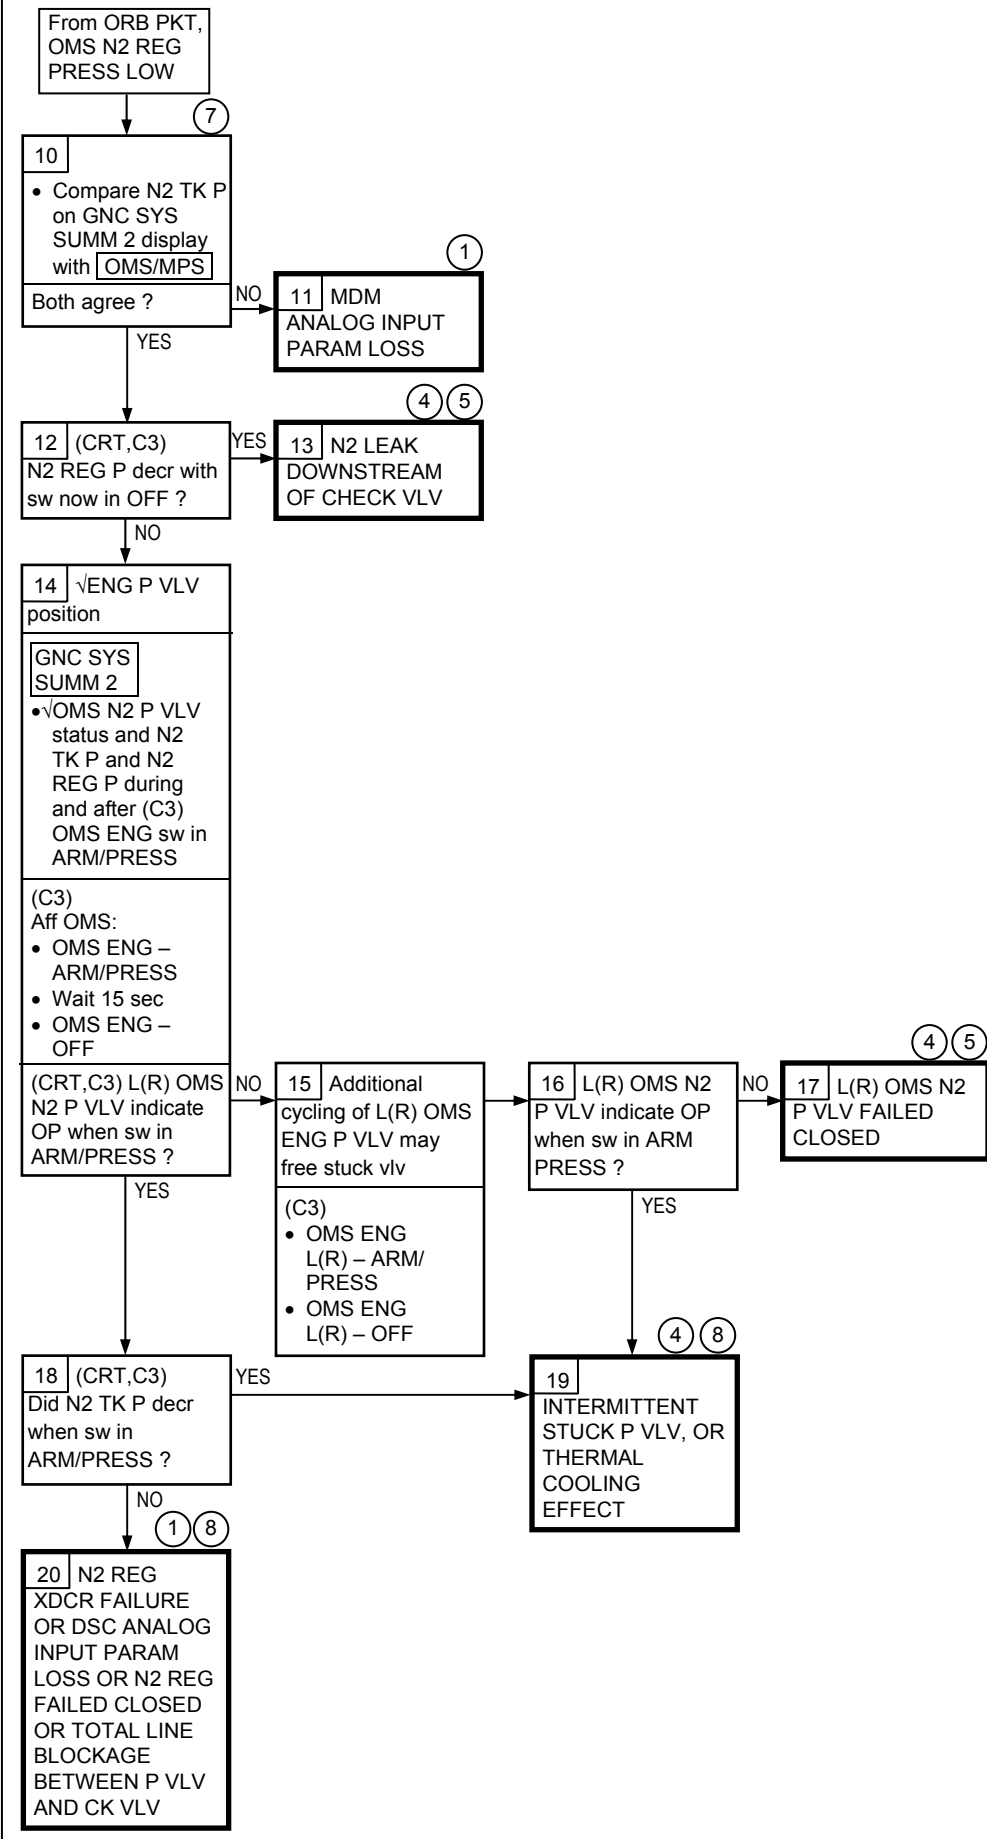 From ORB PKT,
OMS N2 REG
PRESS LOW
7
10
• Compare N2 TK P
on GNC SYS
SUMM 2 display
with OMS/MPS
Both agree ?
NO
YES
1
11 MDM
ANALOG INPUT
PARAM LOSS
12 (CRT,C3)
N2 REG P decr with
sw now in OFF ?
YES
NO
4 5
13 N2 LEAK
DOWNSTREAM
OF CHECK VLV
14 √ENG P VLV
position
GNC SYS
SUMM 2
•√OMS N2 P VLV
status and N2
TK P and N2
REG P during
and after (C3)
OMS ENG sw in
ARM/PRESS
(C3)
Aff OMS:
• OMS ENG –
ARM/PRESS
• Wait 15 sec
• OMS ENG –
OFF
(CRT,C3) L(R) OMS
N2 P VLV indicate
OP when sw in
ARM/PRESS ?
NO
YES
15 Additional
cycling of L(R) OMS
ENG P VLV may
free stuck vlv
(C3)
• OMS ENG
L(R) – ARM/
PRESS
• OMS ENG
L(R) – OFF
16 L(R) OMS N2
P VLV indicate OP
when sw in ARM
PRESS ?
NO
YES
4 5
17 L(R) OMS N2
P VLV FAILED
CLOSED
18 (CRT,C3)
Did N2 TK P decr
when sw in
ARM/PRESS ?
YES
NO
4 8
19
INTERMITTENT
STUCK P VLV, OR
THERMAL
COOLING
EFFECT
1 8
20 N2 REG
XDCR FAILURE
OR DSC ANALOG
INPUT PARAM
LOSS OR N2 REG
FAILED CLOSED
OR TOTAL LINE
BLOCKAGE
BETWEEN P VLV
AND CK VLV